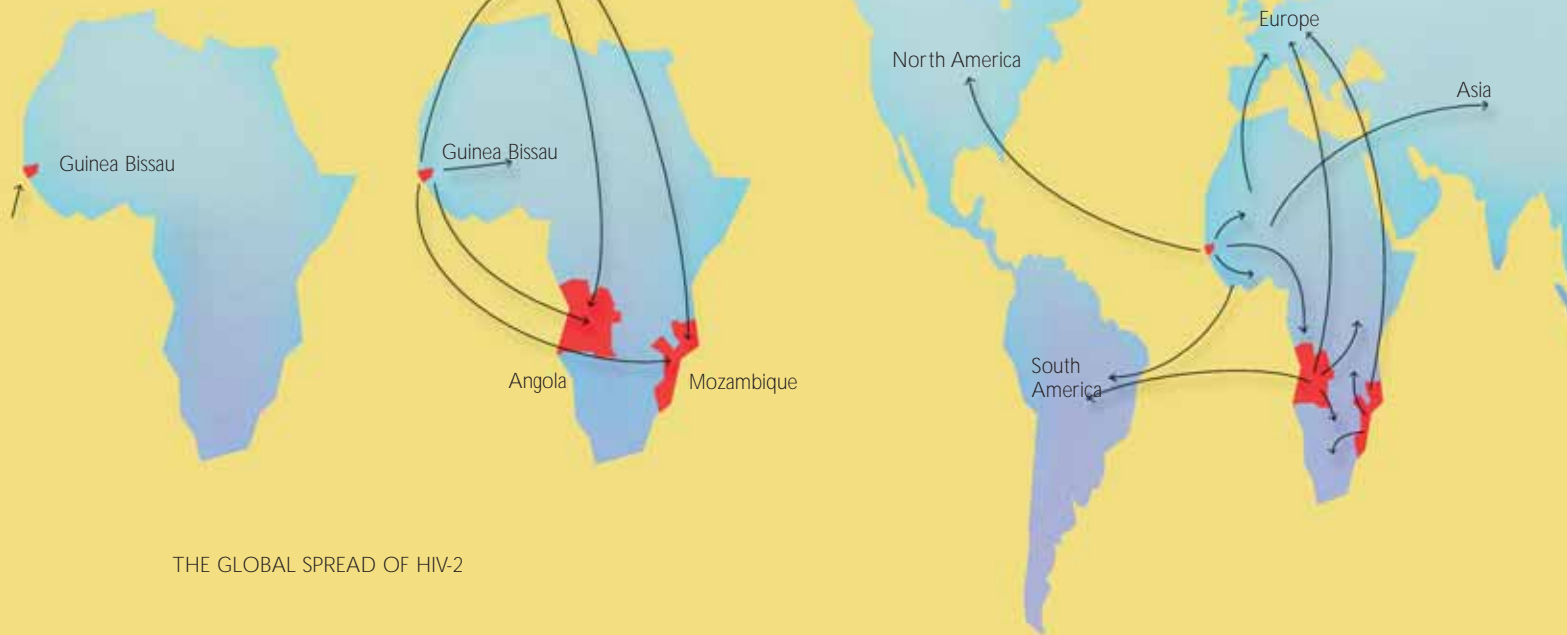 Guinea Bissau
Guinea Bissau
Angola
Mozambique
North America
Europe
Asia
South
America
THE GLOBAL SPREAD OF HIV-2